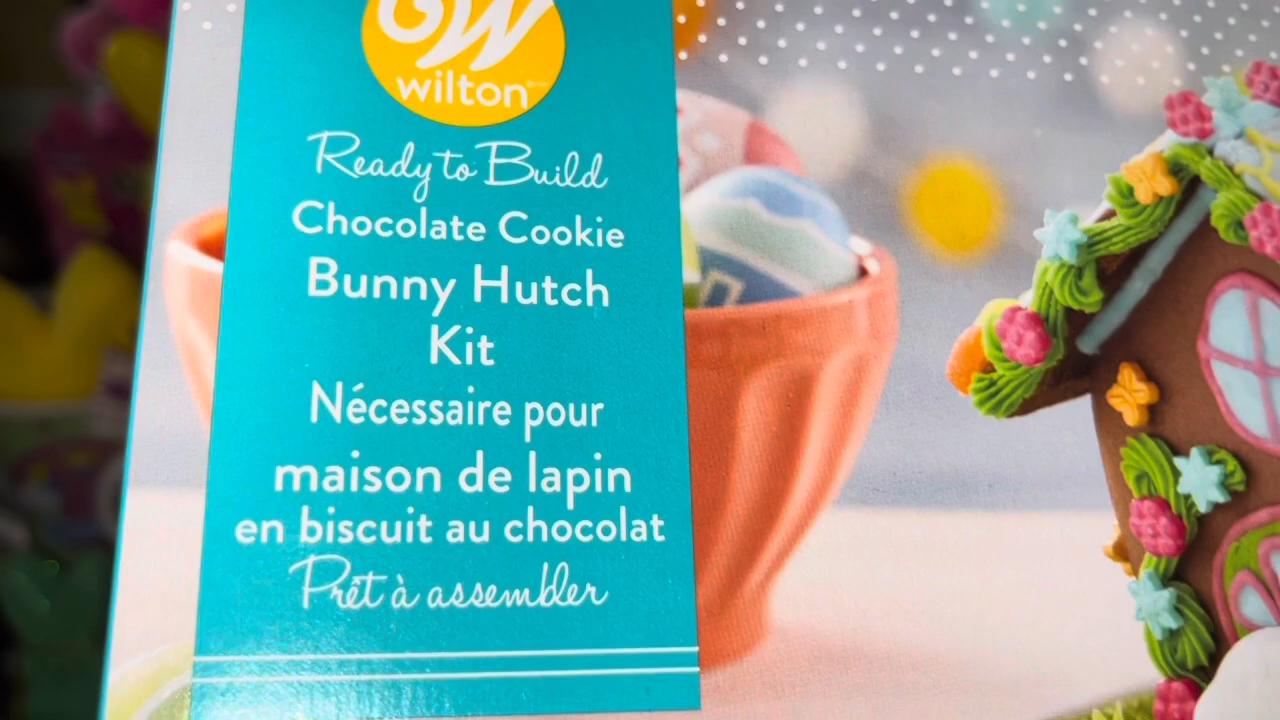 wilton
Ready to Build
Chocolate Cookie
Bunny Hutch
Kit
Nécessaire pour
maison de lapin
en biscuit au chocolat
Prêt à assembler